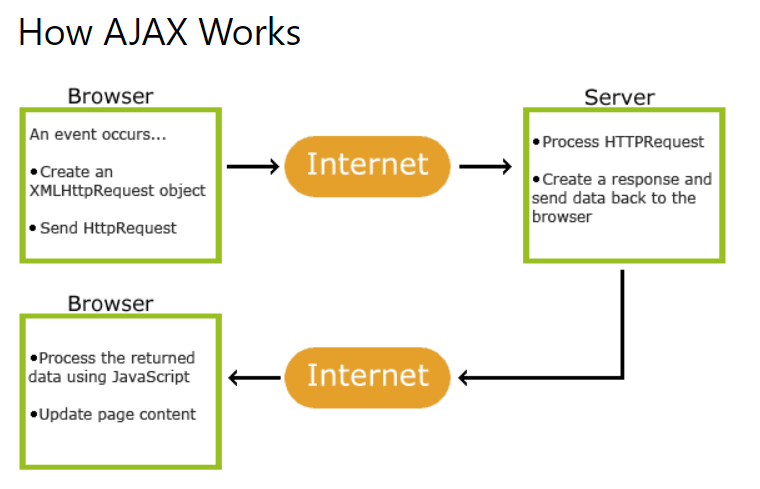 How AJAX Works
Browser
An event occurs...
•Create an
XMLHttpRequest object
• Send HttpRequest
Internet
Server
•Process HTTPRequest
•Create a response and
send data back to the
browser
Browser
•Process the returned
data using JavaScript
•Update page content
Internet